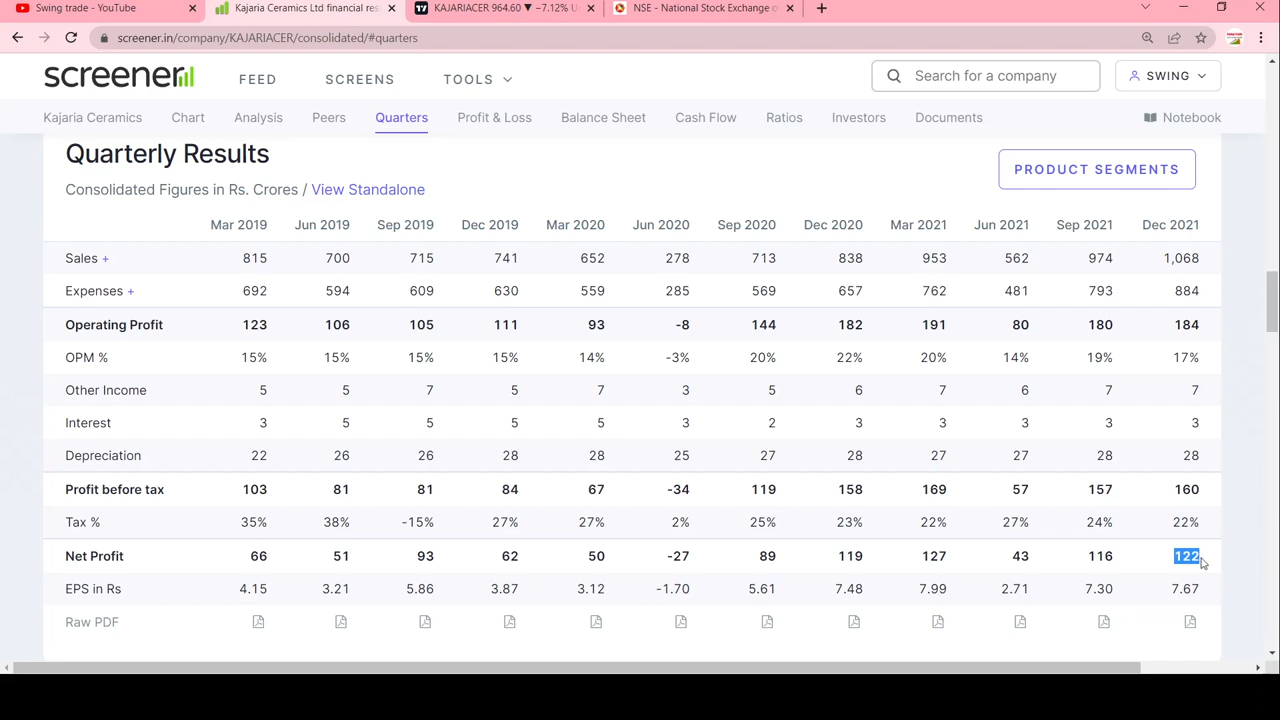 Swing trade - YouTube
Kajaria Ceramics Ltd financial res
KAJARIACER 964.60 ▼ −7.12% U
NSE - National Stock Exchange o
screener.in/company/KAJARIACER/consolidated/#quarters
screener FEED SCREENS TOOLS Search for a company SWING
Kajaria Ceramics Chart Analysis Peers Quarters Profit & Loss Balance Sheet Cash Flow Ratios Investors Documents Notebook
Quarterly Results
PRODUCT SEGMENTS
Consolidated Figures in Rs. Crores / View Standalone
Mar 2019 Jun 2019 Sep 2019 Dec 2019 Mar 2020 Jun 2020 Sep 2020 Dec 2020 Mar 2021 Jun 2021 Sep 2021 Dec 2021
Sales + 815 700 715 741 652 278 713 838 953 562 974 1,068
Expenses + 692 594 609 630 559 285 569 657 762 481 793 884
Operating Profit 123 106 105 111 93 -8 144 182 191 80 180 184
OPM % 15% 15% 15% 15% 14% -3% 20% 22% 20% 14% 19% 17%
Other Income 5 5 7 5 7 3 5 6 7 6 7 7
Interest 3 5 5 5 5 3 2 3 3 3 3 3
Depreciation 22 26 26 28 28 25 27 28 27 27 28 28
Profit before tax 103 81 81 84 67 -34 119 158 169 57 157 160
Tax % 35% 38% -15% 27% 27% 2% 25% 23% 22% 27% 24% 22%
Net Profit 66 51 93 62 50 -27 89 119 127 43 116 122
EPS in Rs 4.15 3.21 5.86 3.87 3.12 -1.70 5.61 7.48 7.99 2.71 7.30 7.67
Raw PDF